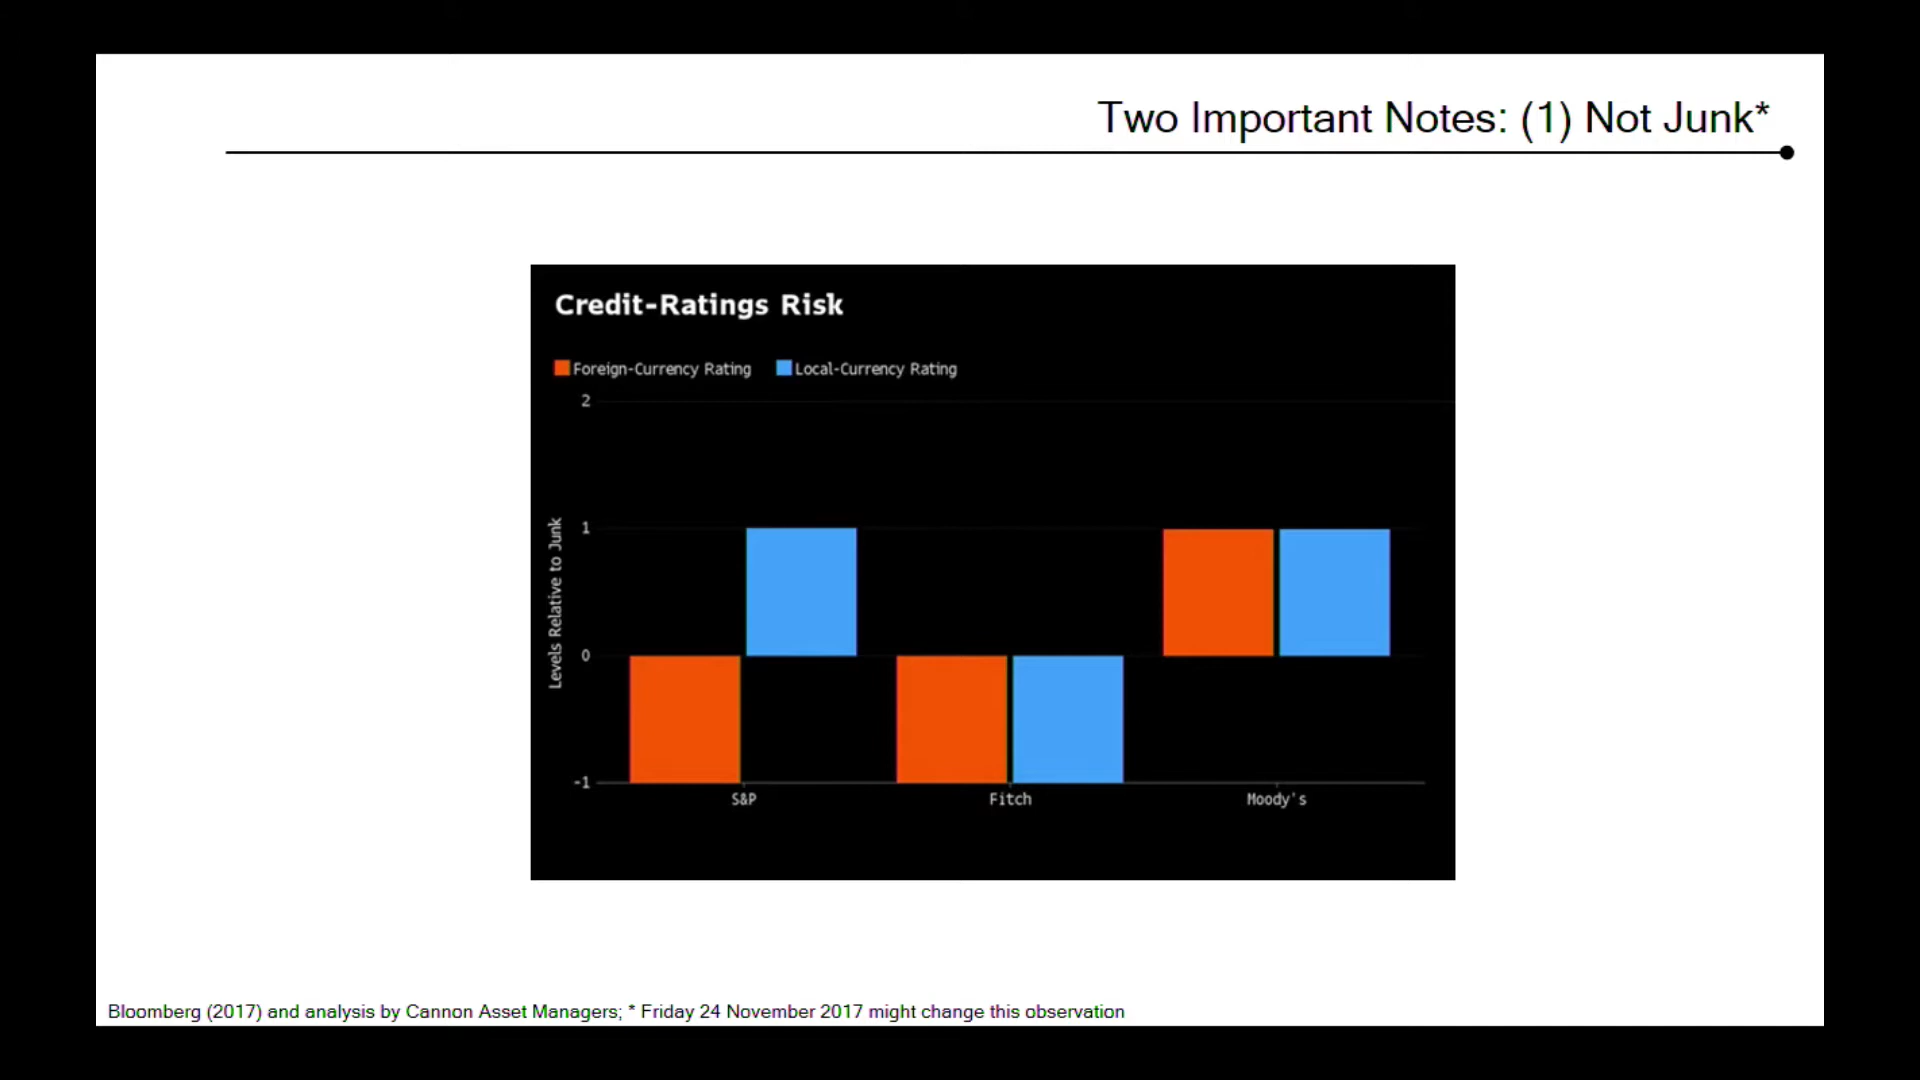 Two Important Notes: (1) Not Junk*
Credit-Ratings Risk
Foreign-Currency Rating Local-Currency Rating
2
1
0
-1
Levels Relative to Junk
S&P Fitch Moody's
Bloomberg (2017) and analysis by Cannon Asset Managers; * Friday 24 November 2017 might change this observation